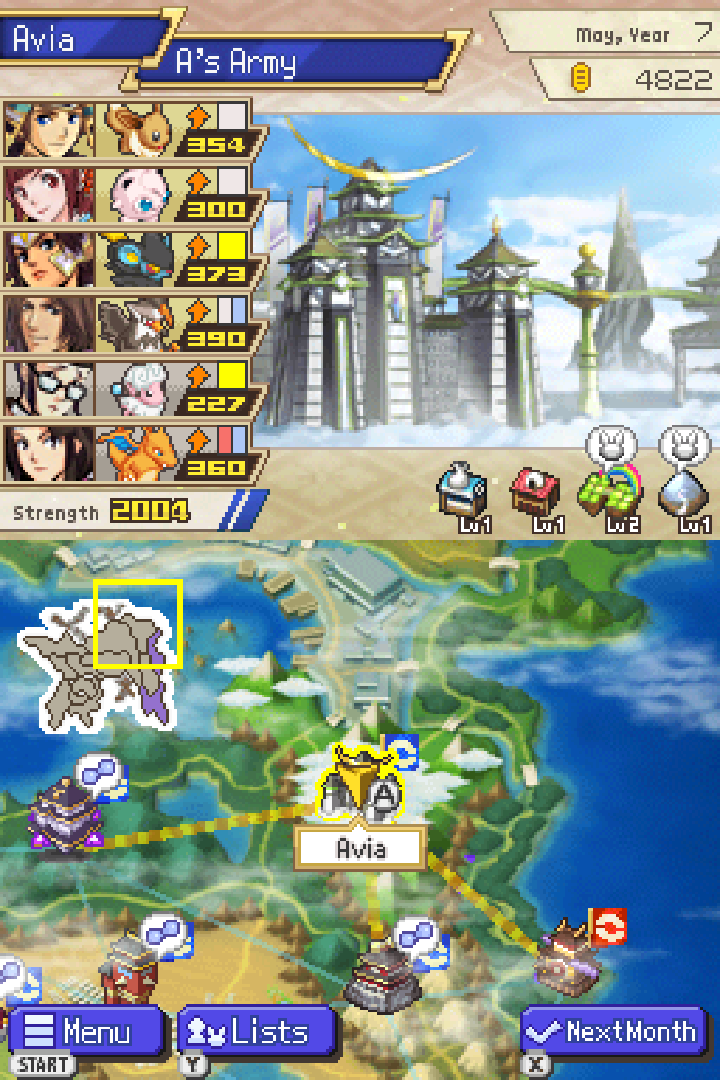 Avia
May, Year 7
A's Army
4822
354
300
373
390
227
360
Strength 2004
Lv1
Lv1
Lv2
Lv1
Avia
Menu
Lists
NextMonth
START
Y
X